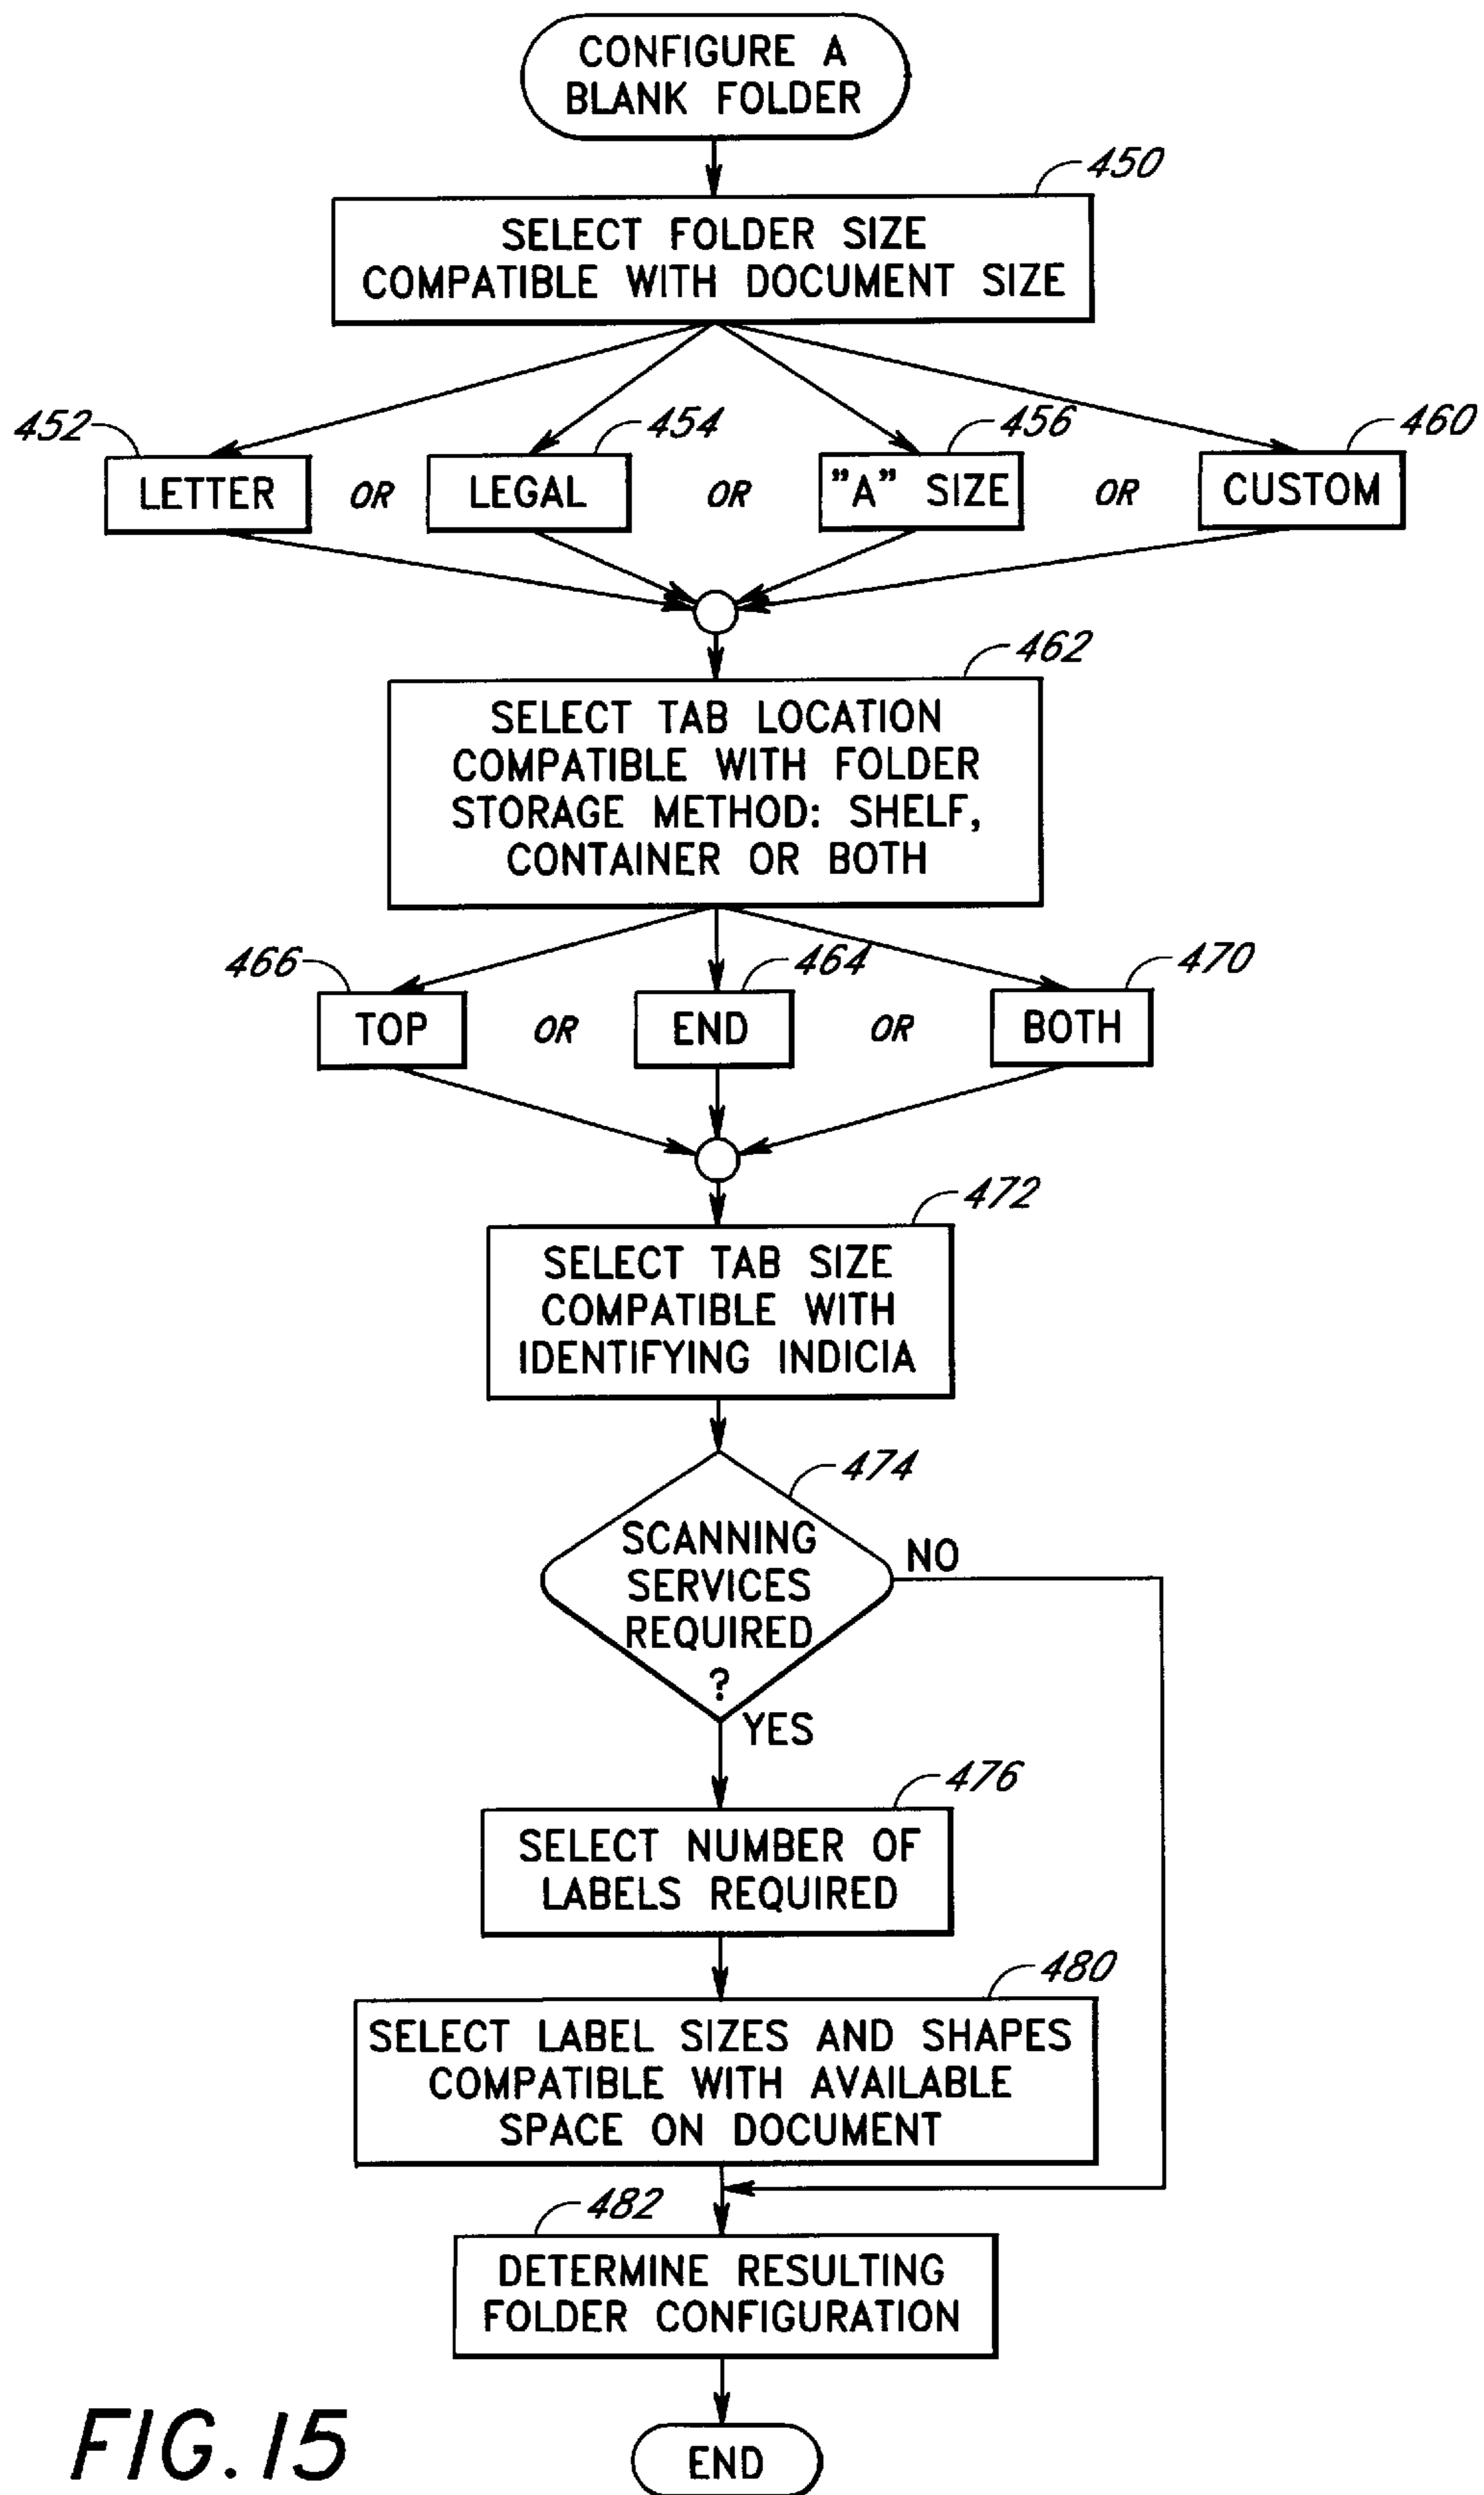 CONFIGURE A
BLANK FOLDER
450
SELECT FOLDER SIZE
COMPATIBLE WITH DOCUMENT SIZE
452
454
456
460
LETTER OR LEGAL OR "A" SIZE OR CUSTOM
462
SELECT TAB LOCATION
COMPATIBLE WITH FOLDER
STORAGE METHOD: SHELF,
CONTAINER OR BOTH
466
464
470
TOP OR END OR BOTH
472
SELECT TAB SIZE
COMPATIBLE WITH
IDENTIFYING INDICIA
474
SCANNING
SERVICES
REQUIRED
?
NO
YES
476
SELECT NUMBER OF
LABELS REQUIRED
480
SELECT LABEL SIZES AND SHAPES
COMPATIBLE WITH AVAILABLE
SPACE ON DOCUMENT
482
DETERMINE RESULTING
FOLDER CONFIGURATION
END
FIG. 15